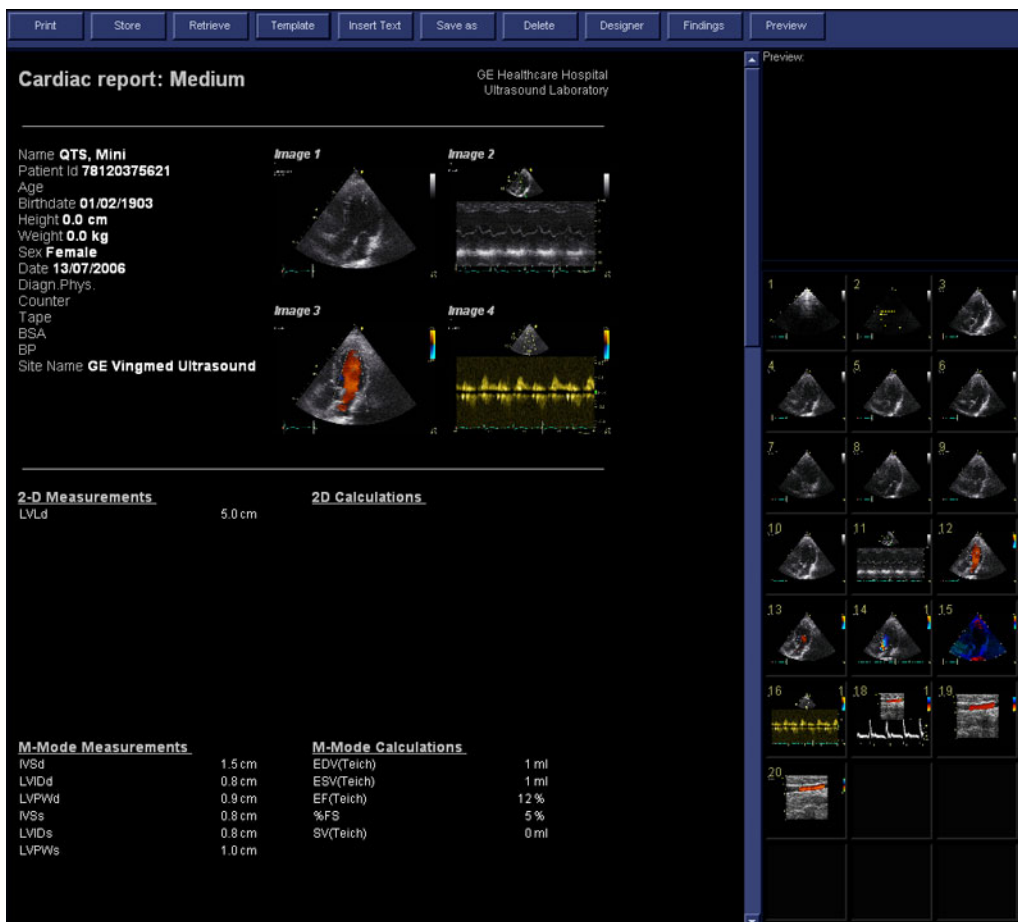 Print Store Retrieve Template Insert Text Save as Delete Designer Findings Preview
Cardiac report: Medium
GE Healthcare Hospital
Ultrasound Laboratory
Name QTS, Mini
Patient Id 78120375621
Age
Birthdate 01/02/1903
Height 0.0 cm
Weight 0.0 kg
Sex Female
Date 13/07/2006
Diagn.Phys.
Counter
Tape
BSA
BP
Site Name GE Vingmed Ultrasound
Image 1
Image 2
Image 3
Image 4
2-D Measurements
LVLd 5.0 cm
2D Calculations
M-Mode Measurements
IVSd 1.5 cm
LVIDd 0.8 cm
LVPWd 0.9 cm
IVSs 0.8 cm
LVIDs 0.8 cm
LVPWs 1.0 cm
M-Mode Calculations
EDV(Teich) 1 ml
ESV(Teich) 1 ml
EF(Teich) 12 %
%FS 5 %
SV(Teich) 0 ml
Preview:
1 2 3
4 5 6
7 8 9
10 11 12
13 14 1 15
16 1 18 1 19
20